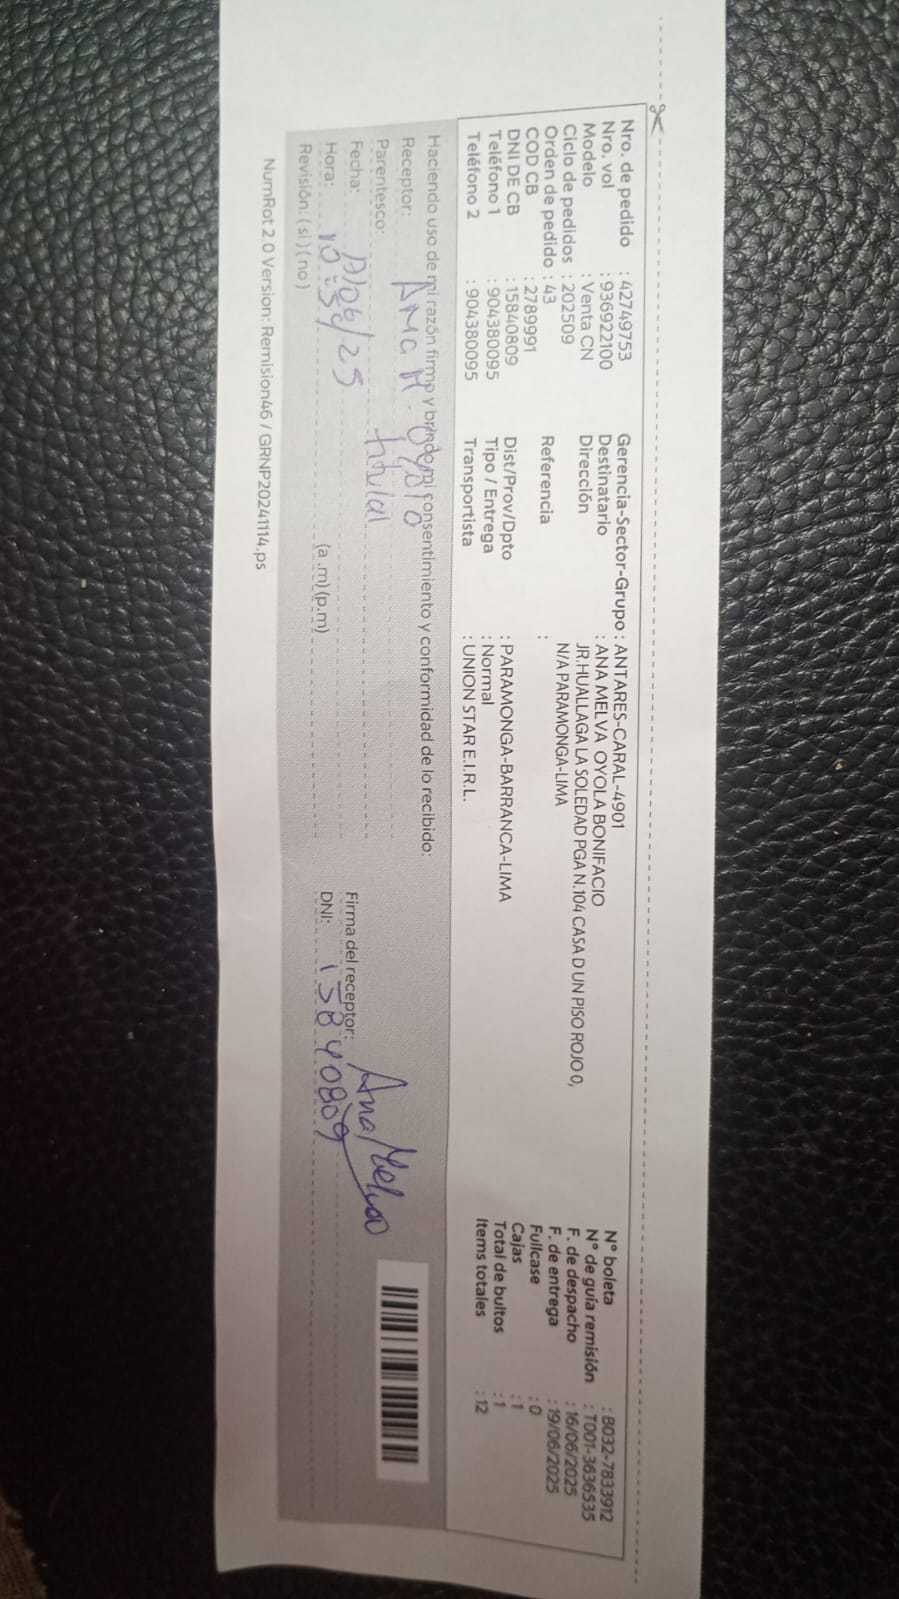 Nro. de pedido : 42749753
Nro. vol : 936922100
Modelo : Venta CN
Ciclo de pedidos : 202509
Orden de pedido : 43
COD CB : 2789991
DNI DE CB : 15840809
Teléfono 1 : 904380095
Teléfono 2 : 904380095
Gerencia-Sector-Grupo : ANTARES-CARAL-4901
Destinatario : ANA MELVA OYOLA BONIFACIO
Dirección JR.HUALLAGA LA SOLEDAD PGA N.104 CASA D UN PISO ROJO 0,
N/A PARAMONGA-LIMA
Referencia :
Dist/Prov/Dpto : PARAMONGA-BARRANCA-LIMA
Tipo / Entrega : Normal
Transportista : UNION STAR E.I.R.L.
N° boleta : B032-7833912
N° de guía remisión : T001-3636535
F. de despacho : 16/06/2025
F. de entrega : 19/06/2025
Fullcase : 0
Cajas : 1
Total de bultos : 1
Items totales : 12
Haciendo uso de mi razón firmo y brindo mi consentimiento y conformidad de lo recibido:
Receptor: Ana M.
Parentesco:
Fecha: /06/25
Hora: (a .m) (p.m)
Revisión: ( si ) ( no )
Firma del receptor: Ana Melva
DNI: 15840809
NumRot 2 0 Version: Remision46 / GRNP20241114.ps